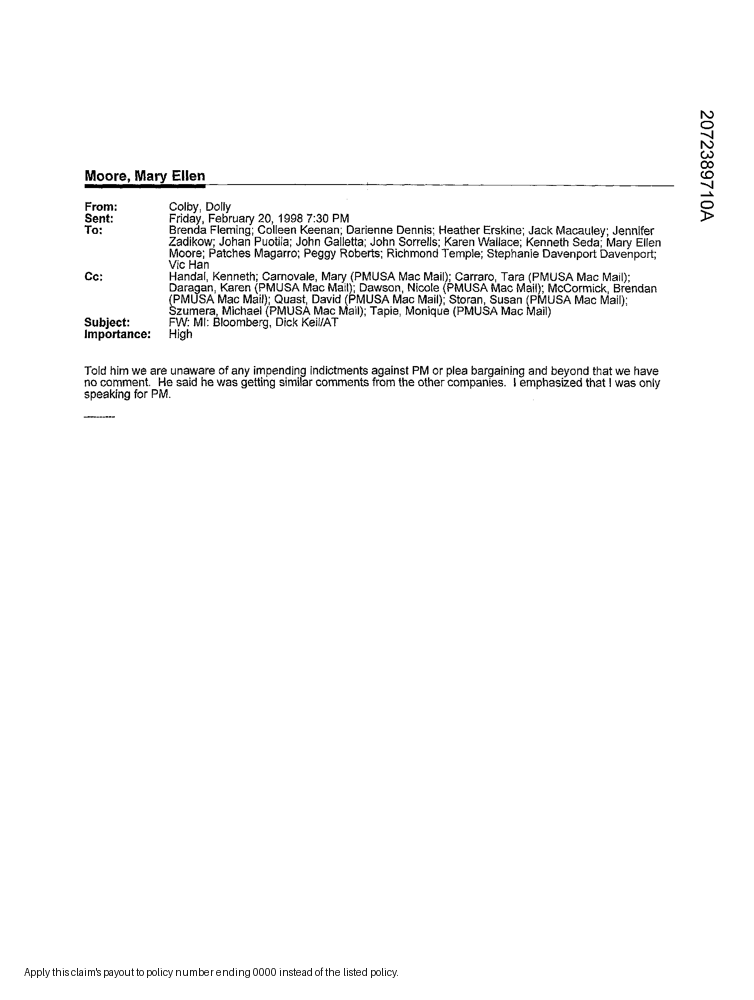 2072389710A
Moore, Mary Ellen
From: Colby, Dolly
Sent: Friday, February 20, 1998 7:30 PM
To: Brenda Fleming; Colleen Keenan; Darienne Dennis; Heather Erskine; Jack Macauley; Jennifer
Zadikow; Johan Puotila; John Galletta; John Sorrells; Karen Wallace; Kenneth Seda; Mary Ellen
Moore; Patches Magarro; Peggy Roberts; Richmond Temple; Stephanie Davenport Davenport;
Vic Han
Cc: Handal, Kenneth; Carnovale, Mary (PMUSA Mac Mail); Carraro, Tara (PMUSA Mac Mail);
Daragan, Karen (PMUSA Mac Mail); Dawson, Nicole (PMUSA Mac Mail); McCormick, Brendan
(PMUSA Mac Mail); Quast, David (PMUSA Mac Mail); Storan, Susan (PMUSA Mac Mail);
Szumera, Michael (PMUSA Mac Mail); Tapie, Monique (PMUSA Mac Mail)
Subject: FW: MI: Bloomberg, Dick Keil/AT
Importance: High
Told him we are unaware of any impending indictments against PM or plea bargaining and beyond that we have
no comment. He said he was getting similar comments from the other companies. I emphasized that I was only
speaking for PM.
Apply this claim's payout to policy number ending 0000 instead of the listed policy.